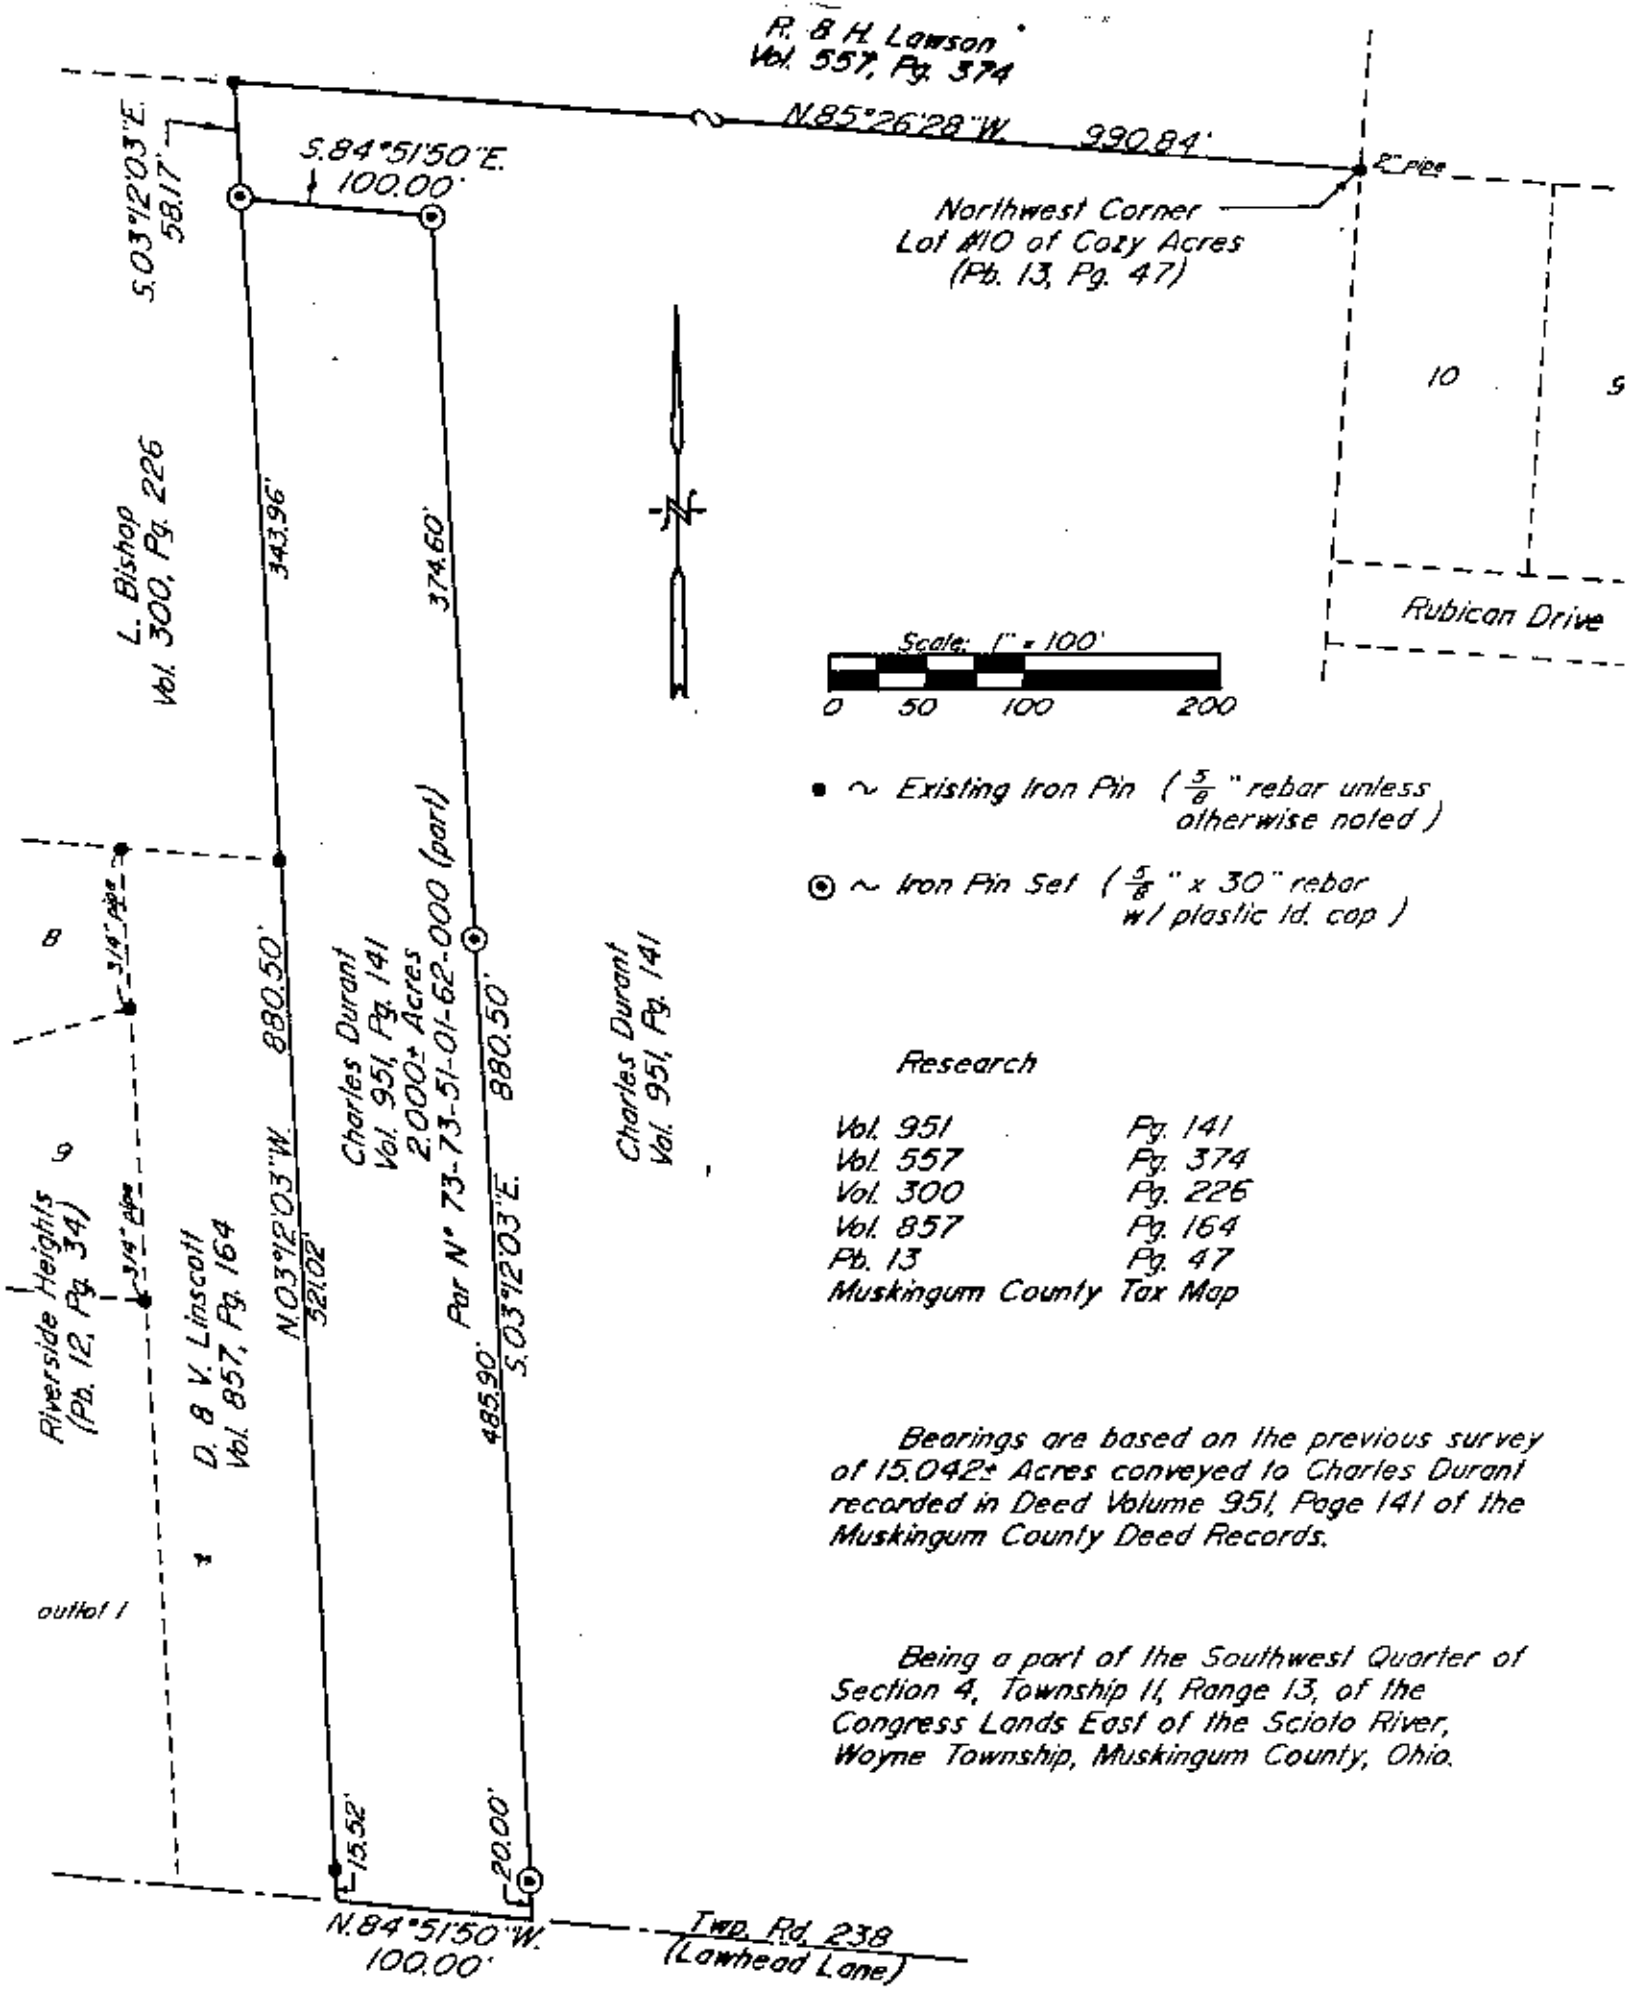 R. & H. Lawson
Vol. 557, Pg. 374
N.85°26'28"W. 990.84'
2" pipe
S.03°12'03"E.
58.17'
S.84°51'50"E.
100.00'
Northwest Corner
Lot #10 of Cozy Acres
(Pb. 13, Pg. 47)
10
9
Rubican Drive
L. Bishop
Vol. 300, Pg. 226
343.96'
374.60'
N
Scale: 1" = 100'
0 50 100 200
• ~ Existing Iron Pin ( 5/8 " rebar unless
otherwise noted )
~ Iron Pin Set ( 5/8 " x 30" rebar
w/ plastic id. cap )
8
3/4" pipe
9
3/4" pipe
Riverside Heights
(Pb. 12, Pg. 34)
D. & V. Linscott
Vol. 857, Pg. 164
outlot 1
880.50'
N.03°12'03"W.
521.02'
Charles Durant
Vol. 951, Pg. 141
2.000± Acres
Par N° 73-73-51-01-62-000 (part)
880.50'
S.03°12'03"E.
485.90'
Charles Durant
Vol. 951, Pg. 141
Research
Vol. 951 Pg. 141
Vol. 557 Pg. 374
Vol. 300 Pg. 226
Vol. 857 Pg. 164
Pb. 13 Pg. 47
Muskingum County Tax Map
Bearings are based on the previous survey
of 15.042± Acres conveyed to Charles Durant
recorded in Deed Volume 951, Page 141 of the
Muskingum County Deed Records.
Being a part of the Southwest Quarter of
Section 4, Township 11, Range 13, of the
Congress Lands East of the Scioto River,
Wayne Township, Muskingum County, Ohio.
15.52'
20.00'
N.84°51'50"W.
100.00'
Twp. Rd. 238
(Lawhead Lane)